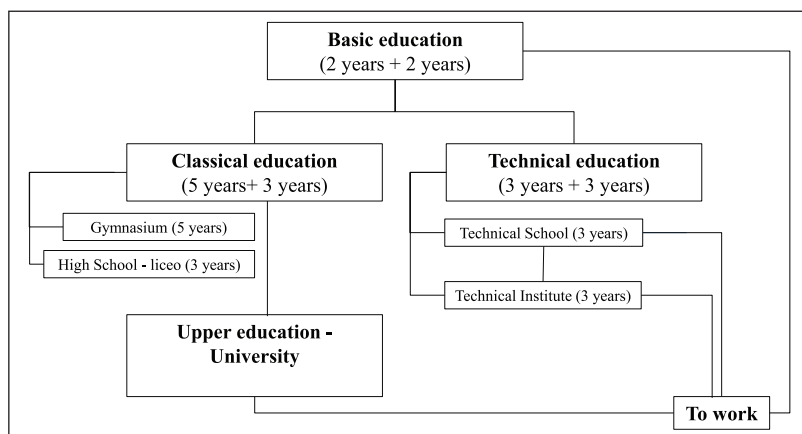 Basic education
(2 years + 2 years)
Classical education
(5 years+ 3 years)
Technical education
(3 years + 3 years)
Gymnasium (5 years)
Technical School (3 years)
High School - liceo (3 years)
Technical Institute (3 years)
Upper education -
University
To work